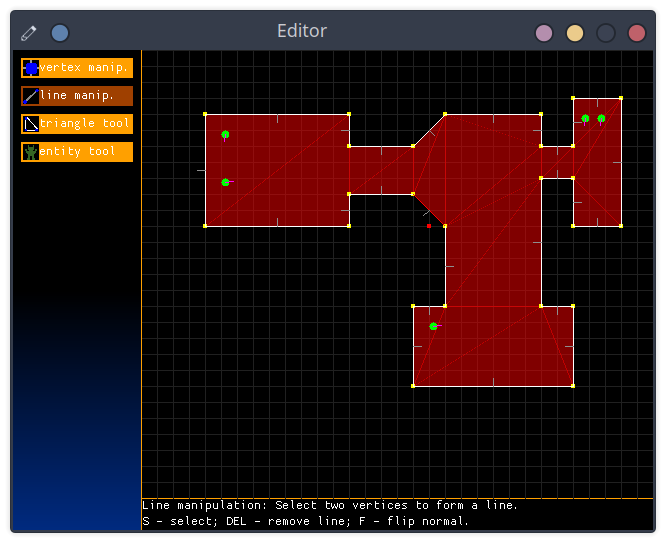 Editor
vertex manip.
line manip.
triangle tool
entity tool
Line manipulation: Select two vertices to form a line.
S - select; DEL - remove line; F - flip normal.